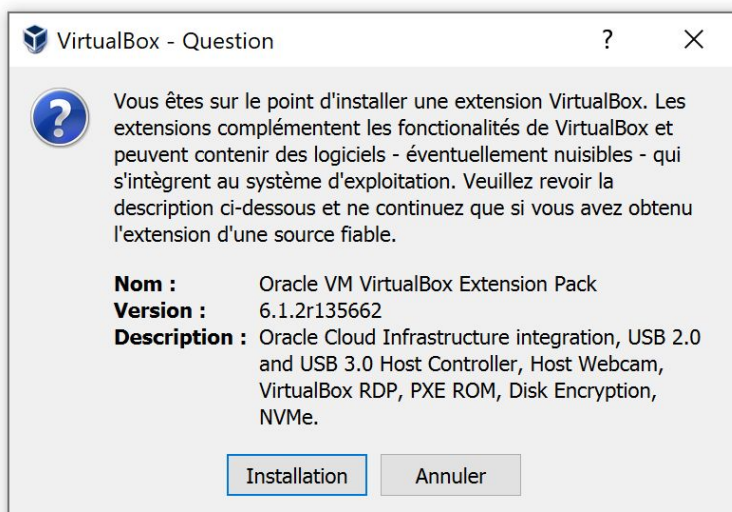 VirtualBox - Question
?
Vous êtes sur le point d'installer une extension VirtualBox. Les
extensions complémentent les fonctionalités de VirtualBox et
peuvent contenir des logiciels - éventuellement nuisibles - qui
s'intègrent au système d'exploitation. Veuillez revoir la
description ci-dessous et ne continuez que si vous avez obtenu
l'extension d'une source fiable.
Nom : Oracle VM VirtualBox Extension Pack
Version : 6.1.2r135662
Description : Oracle Cloud Infrastructure integration, USB 2.0
and USB 3.0 Host Controller, Host Webcam,
VirtualBox RDP, PXE ROM, Disk Encryption,
NVMe.
Installation Annuler